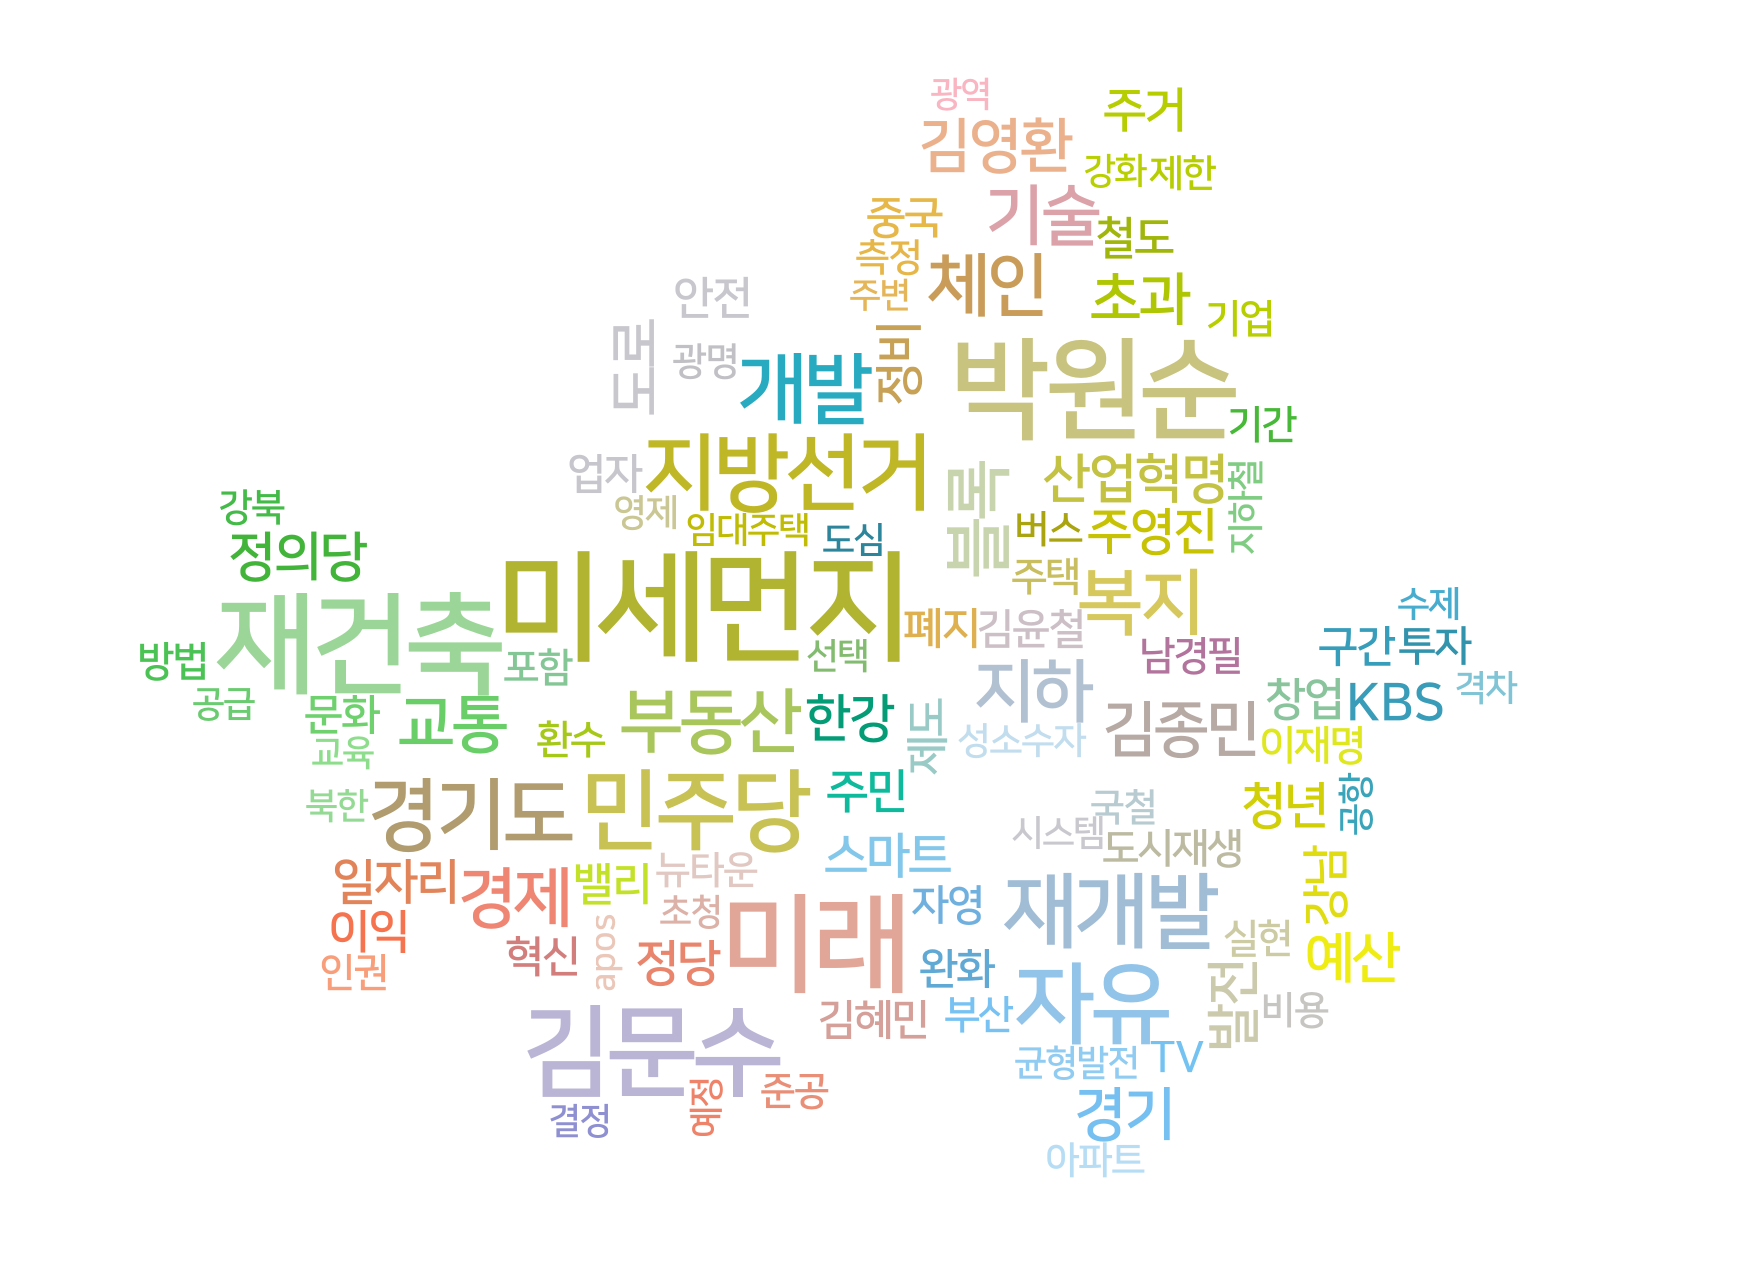 광역
주거
김영환
강화 제한
기술
중국
철도
측정
체인
초과
안전
주변
기업
도로
광명
개발
정비
박원순
기간
지방선거
업자
블록
산업혁명
지하철
강북
영제
임대주택
도심
버스
주영진
정의당
미세먼지
주택
복지
재건축
폐지
김윤철
수제
방법
포함
선택
남경필
구간 투자
공급
문화
교통
환수
부동산
한강
제도
지하
성소수자
김종민
창업
KBS
격차
교육
이재명
북한
경기도
민주당
주민
국철
청년
공항
시스템
도시재생
스마트
일자리
경제
밸리
뉴타운
강남
이익
초청
미래
자영
재개발
실현
인권
혁신
apos
정당
완화
예산
김문수
김혜민
부산
자유
발전
비용
균형발전
TV
결정
예정
준공
경기
아파트